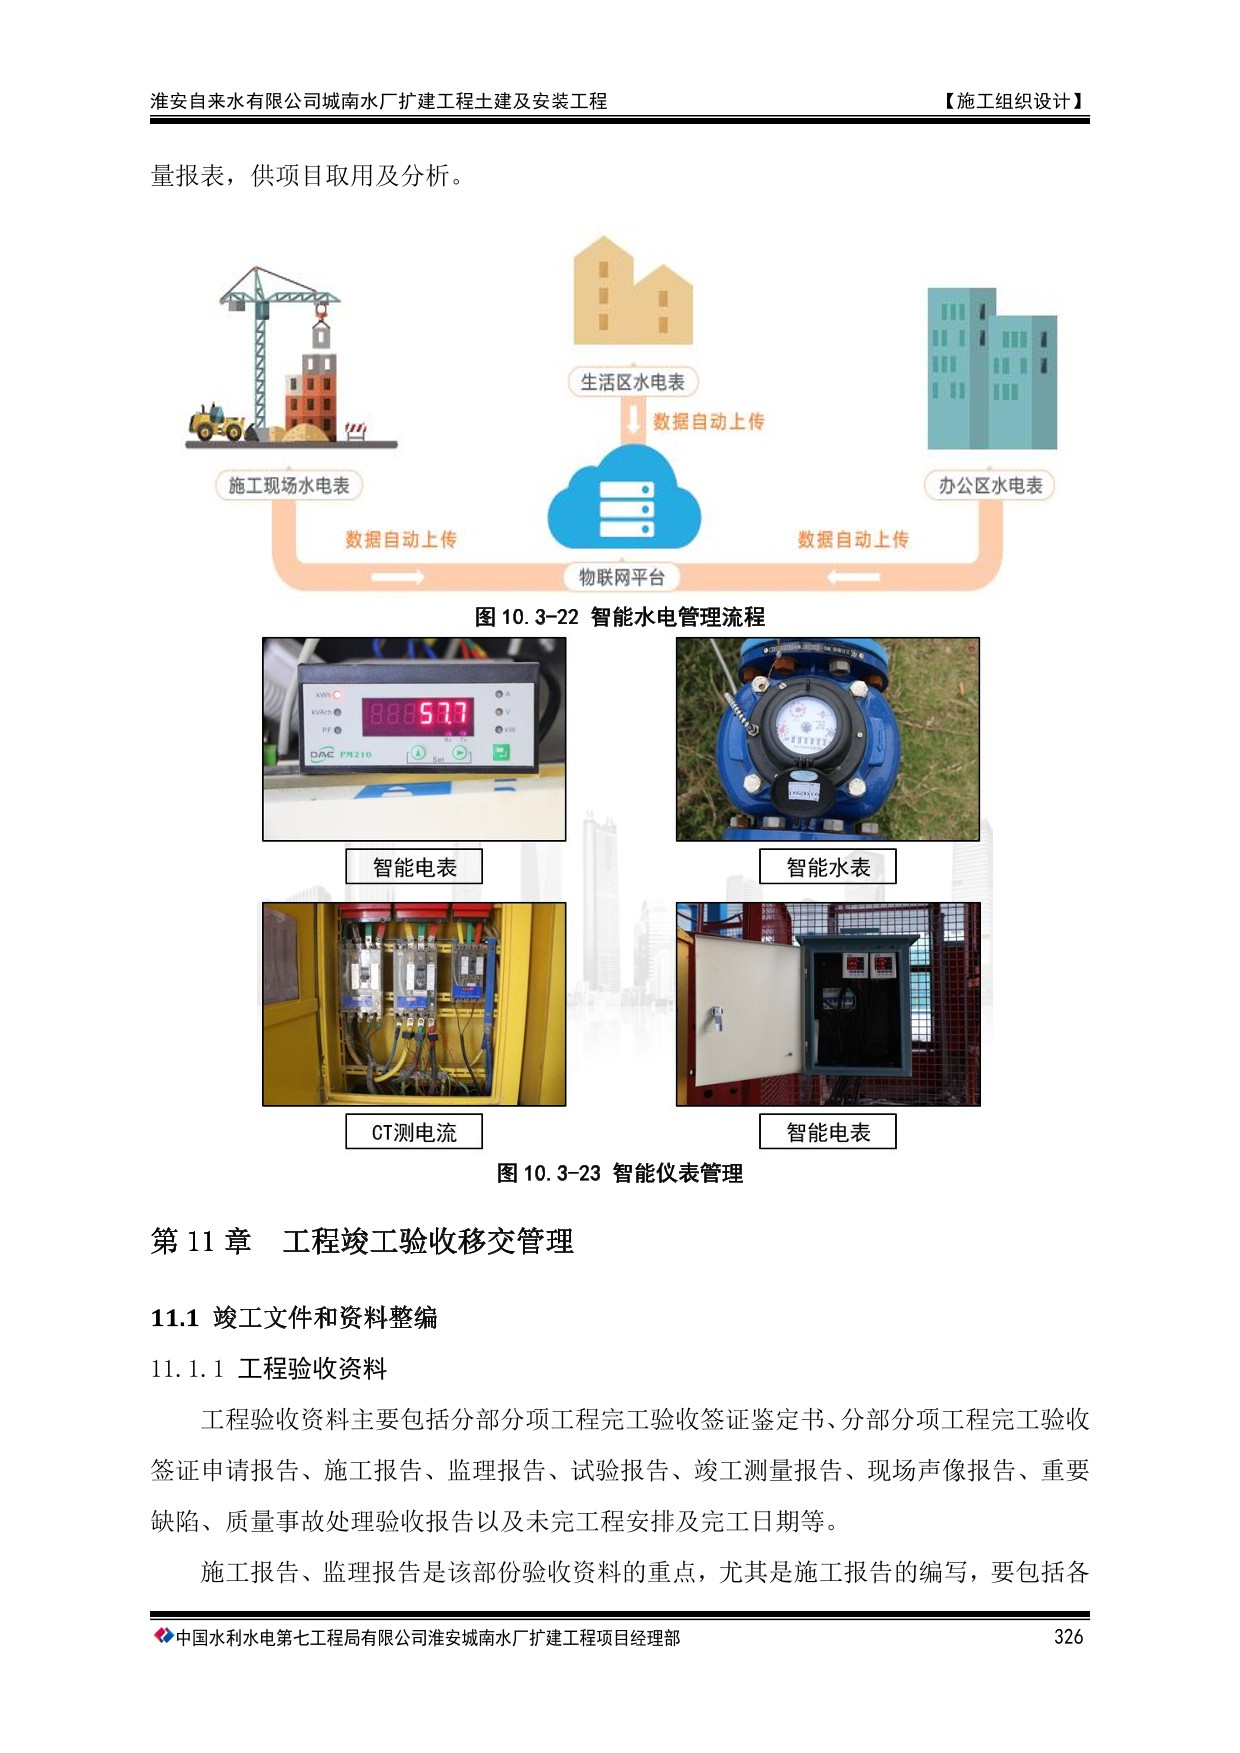 淮安自来水有限公司城南水厂扩建工程土建及安装工程 【施工组织设计】
量报表，供项目取用及分析。
生活区水电表
数据自动上传
施工现场水电表
办公区水电表
数据自动上传
数据自动上传
物联网平台
图 10.3-22 智能水电管理流程
kWh
A
kVArh
57.7
V
PF
kW
DAE PM210
Set
智能电表
智能水表
CT测电流
智能电表
图 10.3-23 智能仪表管理
第 11 章 工程竣工验收移交管理
11.1 竣工文件和资料整编
11.1.1 工程验收资料
工程验收资料主要包括分部分项工程完工验收签证鉴定书、分部分项工程完工验收
签证申请报告、施工报告、监理报告、试验报告、竣工测量报告、现场声像报告、重要
缺陷、质量事故处理验收报告以及未完工程安排及完工日期等。
施工报告、监理报告是该部份验收资料的重点，尤其是施工报告的编写，要包括各
中国水利水电第七工程局有限公司淮安城南水厂扩建工程项目经理部 326